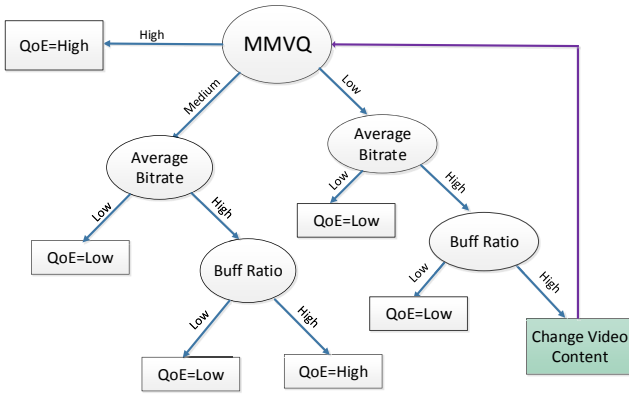 QoE=High
High
MMVQ
Medium
Low
Average
Bitrate
Average
Bitrate
Low
High
Low
High
QoE=Low
QoE=Low
Buff Ratio
Buff Ratio
Low
High
Low
High
QoE=Low
Change Video
Content
QoE=Low
QoE=High